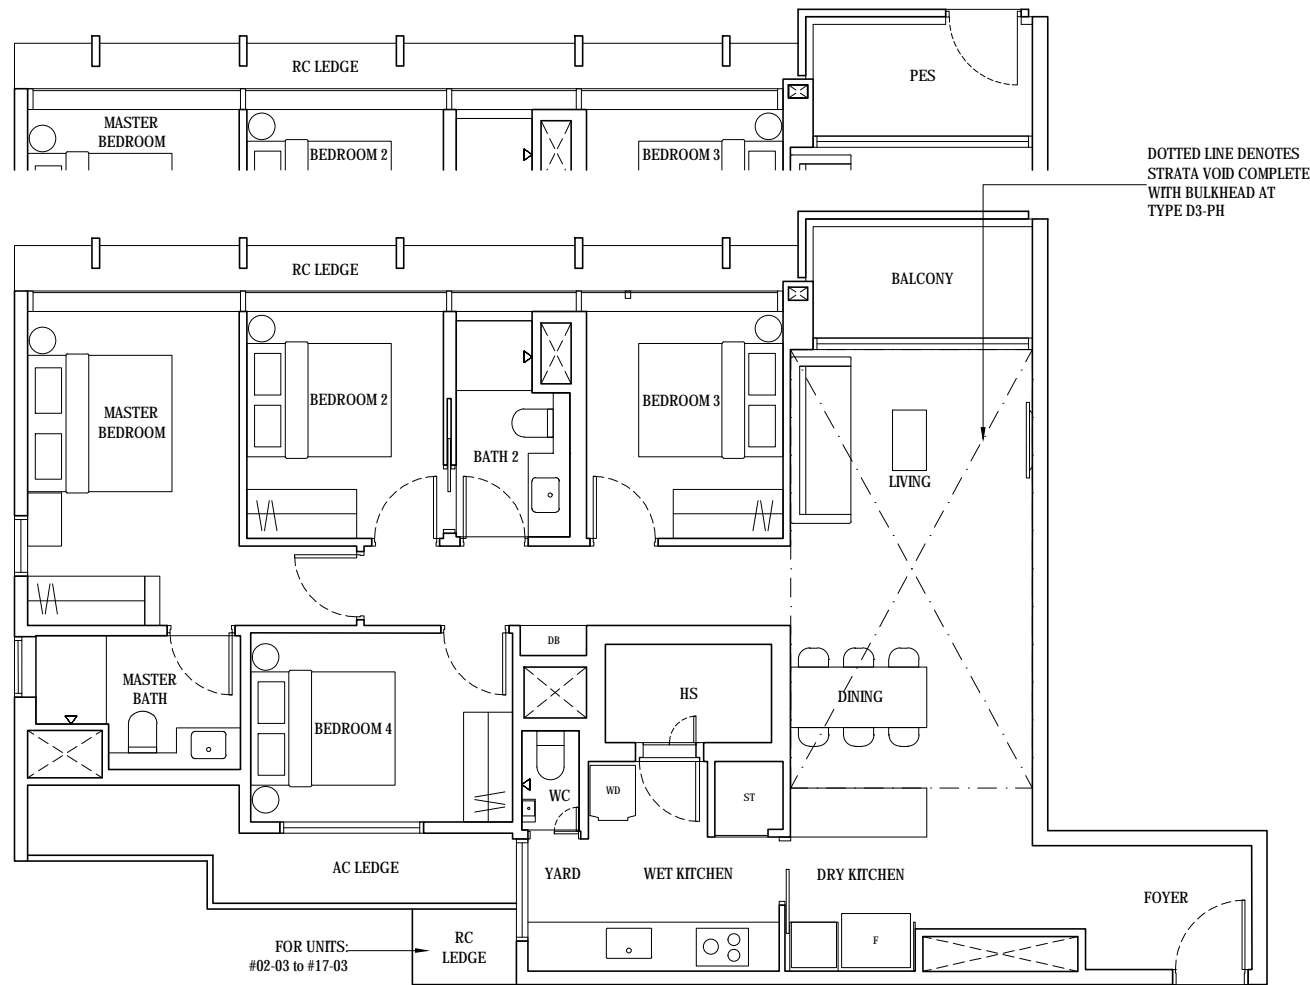 RC LEDGE
PES
MASTER
BEDROOM
BEDROOM 2
BEDROOM 3
DOTTED LINE DENOTES
STRATA VOID COMPLETE
WITH BULKHEAD AT
TYPE D3-PH
RC LEDGE
BALCONY
MASTER
BEDROOM
BEDROOM 2
BATH 2
BEDROOM 3
LIVING
DB
MASTER
BATH
BEDROOM 4
HS
DINING
WC
WD
ST
AC LEDGE
YARD
WET KITCHEN
DRY KITCHEN
FOYER
FOR UNITS:
#02-03 to #17-03
RC
LEDGE
F